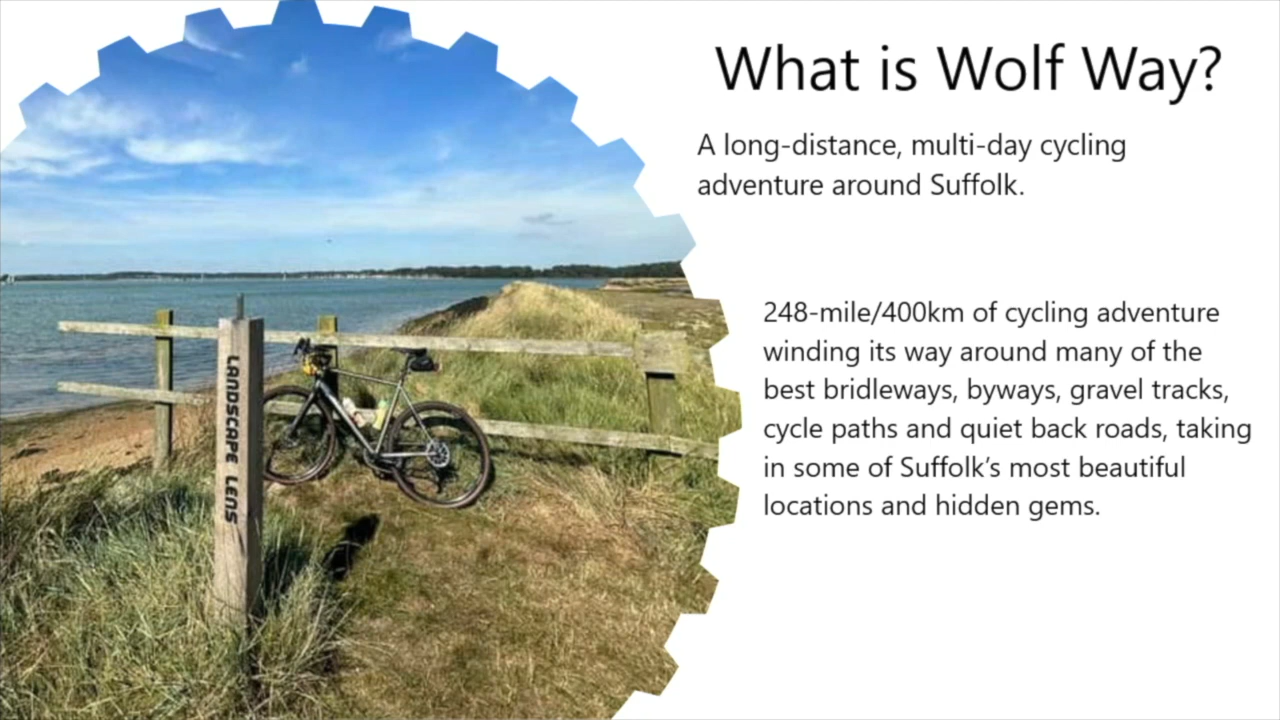 What is Wolf Way?
A long-distance, multi-day cycling
adventure around Suffolk.
248-mile/400km of cycling adventure
winding its way around many of the
best bridleways, byways, gravel tracks,
cycle paths and quiet back roads, taking
in some of Suffolk’s most beautiful
locations and hidden gems.
LANDSCAPE LENS